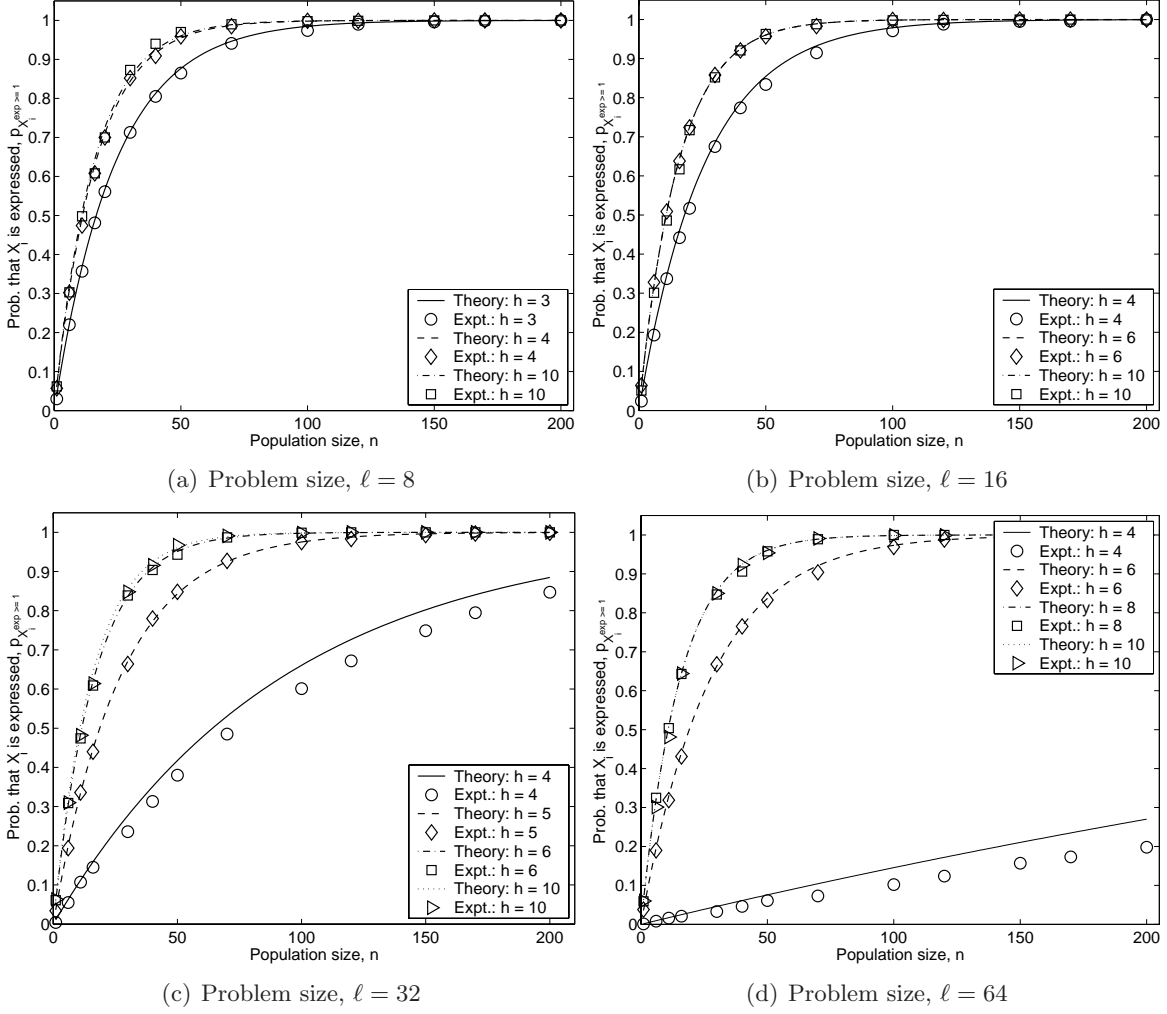 Prob. that X_i is expressed, p_{X_i^{exp >= 1}}
1
0.9
0.8
0.7
0.6
0.5
0.4
0.3
0.2
0.1
0
0 50 100 150 200
Population size, n
Theory: h = 3
Expt.: h = 3
Theory: h = 4
Expt.: h = 4
Theory: h = 10
Expt.: h = 10
(a) Problem size, ℓ = 8
Prob. that X_i is expressed, p_{X_i^{exp >= 1}}
1
0.9
0.8
0.7
0.6
0.5
0.4
0.3
0.2
0.1
0
0 50 100 150 200
Population size, n
Theory: h = 4
Expt.: h = 4
Theory: h = 6
Expt.: h = 6
Theory: h = 10
Expt.: h = 10
(b) Problem size, ℓ = 16
Prob. that X_i is expressed, p_{X_i^{exp >= 1}}
1
0.9
0.8
0.7
0.6
0.5
0.4
0.3
0.2
0.1
0
0 50 100 150 200
Population size, n
Theory: h = 4
Expt.: h = 4
Theory: h = 5
Expt.: h = 5
Theory: h = 6
Expt.: h = 6
Theory: h = 10
Expt.: h = 10
(c) Problem size, ℓ = 32
Prob. that X_i is expressed, p_{X_i^{exp >= 1}}
1
0.9
0.8
0.7
0.6
0.5
0.4
0.3
0.2
0.1
0
0 50 100 150 200
Population size, n
Theory: h = 4
Expt.: h = 4
Theory: h = 6
Expt.: h = 6
Theory: h = 8
Expt.: h = 8
Theory: h = 10
Expt.: h = 10
(d) Problem size, ℓ = 64